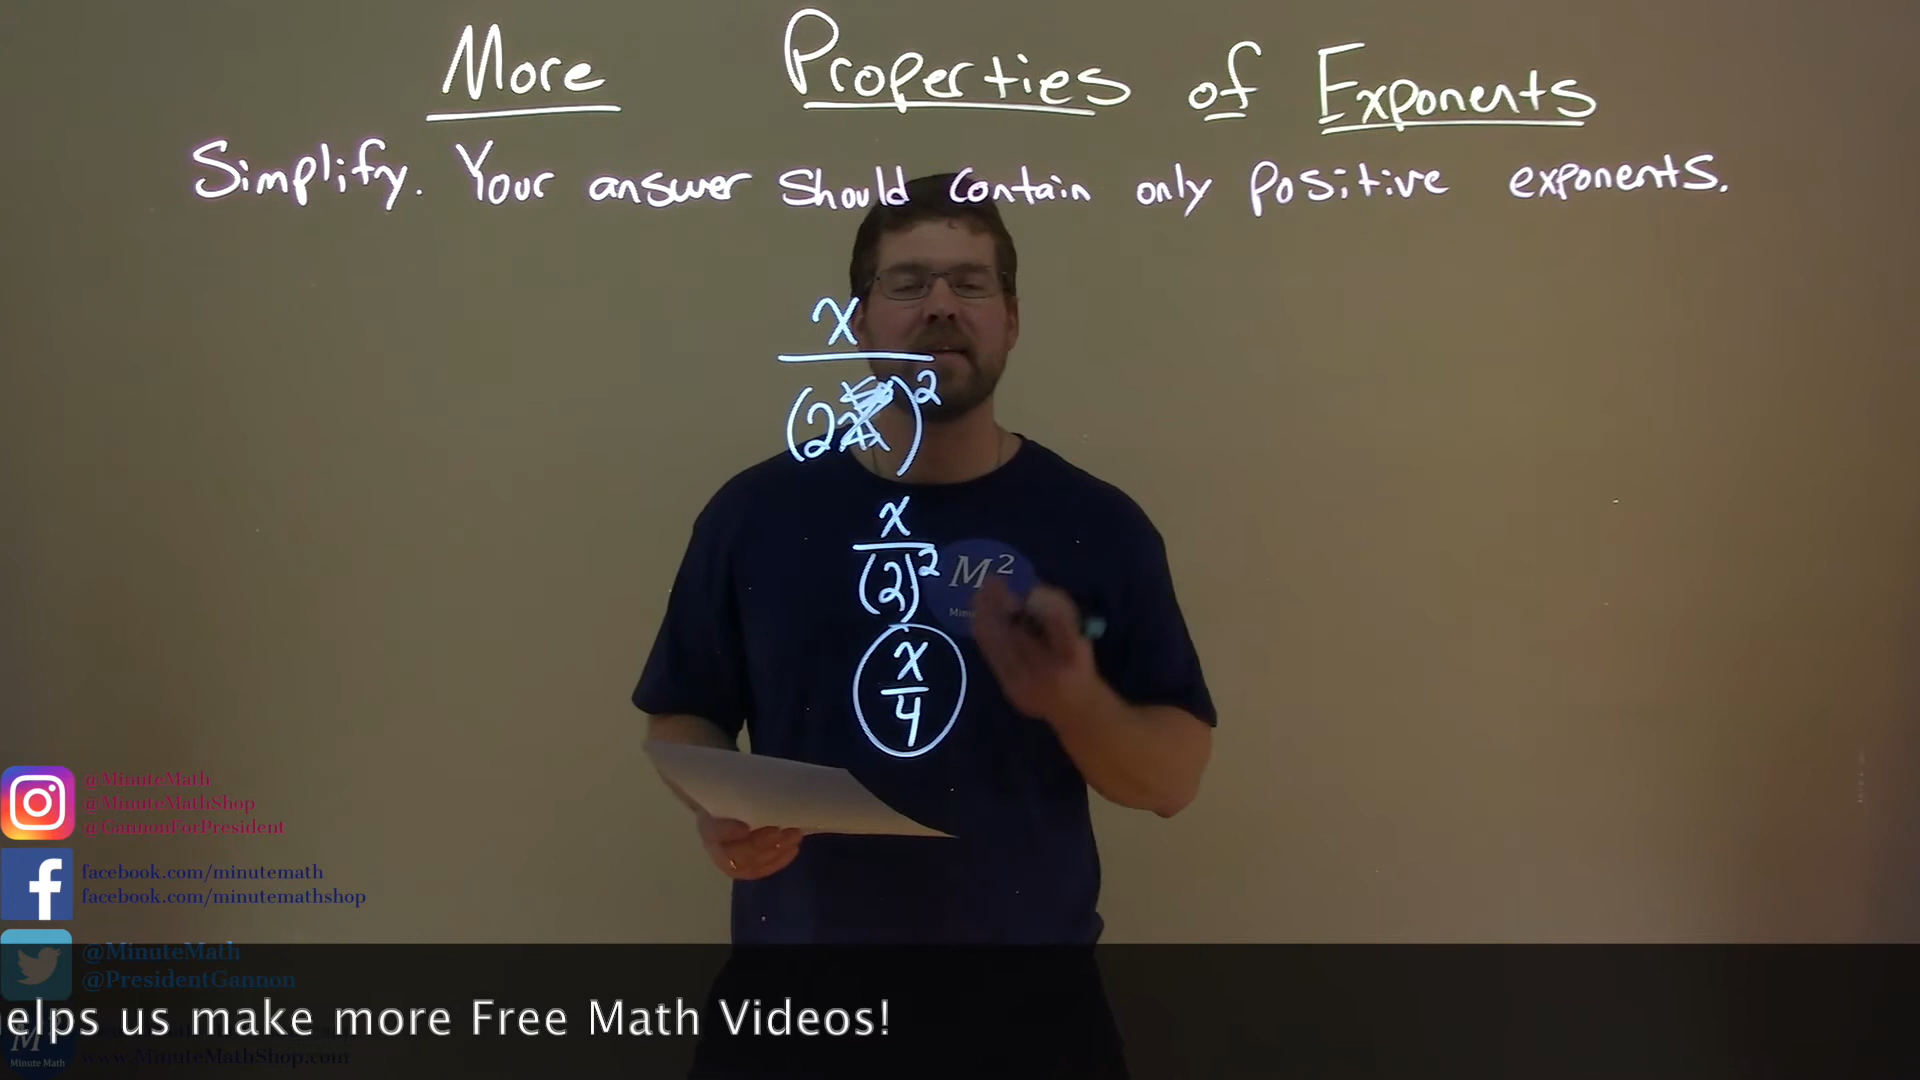 More Properties of Exponents
Simplify. Your answer should contain only positive exponents.
x
(2 )²
x
(2)²
M²
x
4
@MinuteMath
@MinuteMathShop
@GannonForPresident
facebook.com/minutemath
facebook.com/minutemathshop
@MinuteMath
@PresidentGannon
elps us make more Free Math Videos!
www.MinuteMathShop.com
Minute Math